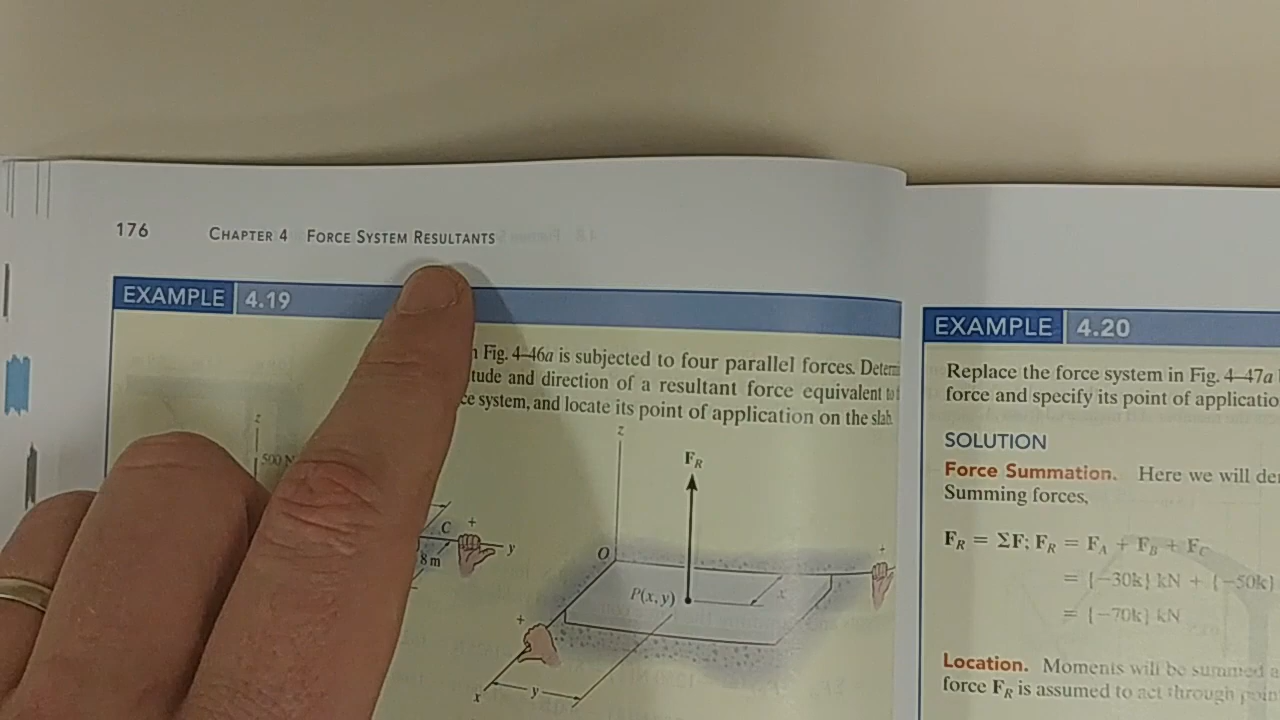 176 CHAPTER 4 FORCE SYSTEM RESULTANTS
EXAMPLE 4.19
Fig. 4–46a is subjected to four parallel forces.
and direction of a resultant force equivalent
system, and locate its point of application on the slab.
z
500 N
C
+
y
8 m
z
F_R
O
P(x, y)
x
+
+
x
y
EXAMPLE 4.20
Replace the force system in Fig. 4–47a
force and specify its point of
SOLUTION
Force Summation. Here we will
Summing forces,
F_R = ΣF; F_R = F_A + F_B + F_C
= {−30k} kN + {−50k}
= {−70k} kN
Location. Moments will be summed
force F_R is assumed to act through